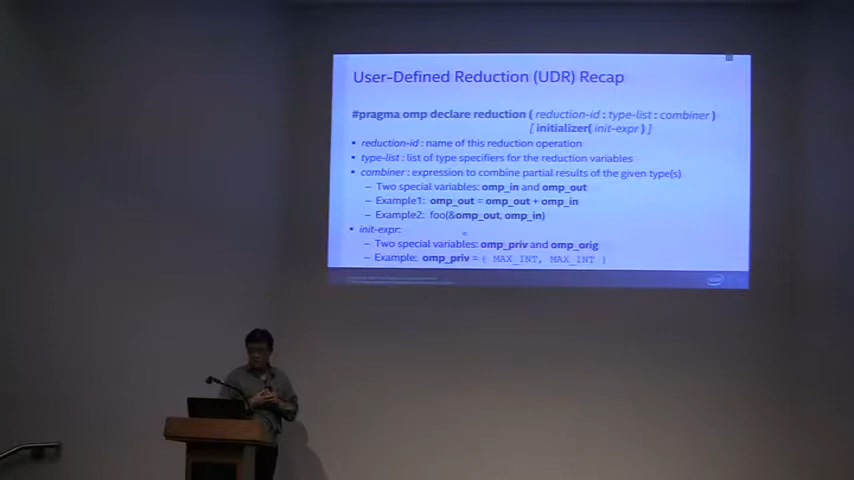 User-Defined Reduction (UDR) Recap
#pragma omp declare reduction ( reduction-id : type-list : combiner )
[ initializer( init-expr ) ]
• reduction-id : name of this reduction operation
• type-list : list of type specifiers for the reduction variables
• combiner : expression to combine partial results of the given type(s)
– Two special variables: omp_in and omp_out
– Example1: omp_out = omp_out + omp_in
– Example2: foo(&omp_out, omp_in)
• init-expr:
– Two special variables: omp_priv and omp_orig
– Example: omp_priv = { MAX_INT, MAX_INT }
intel